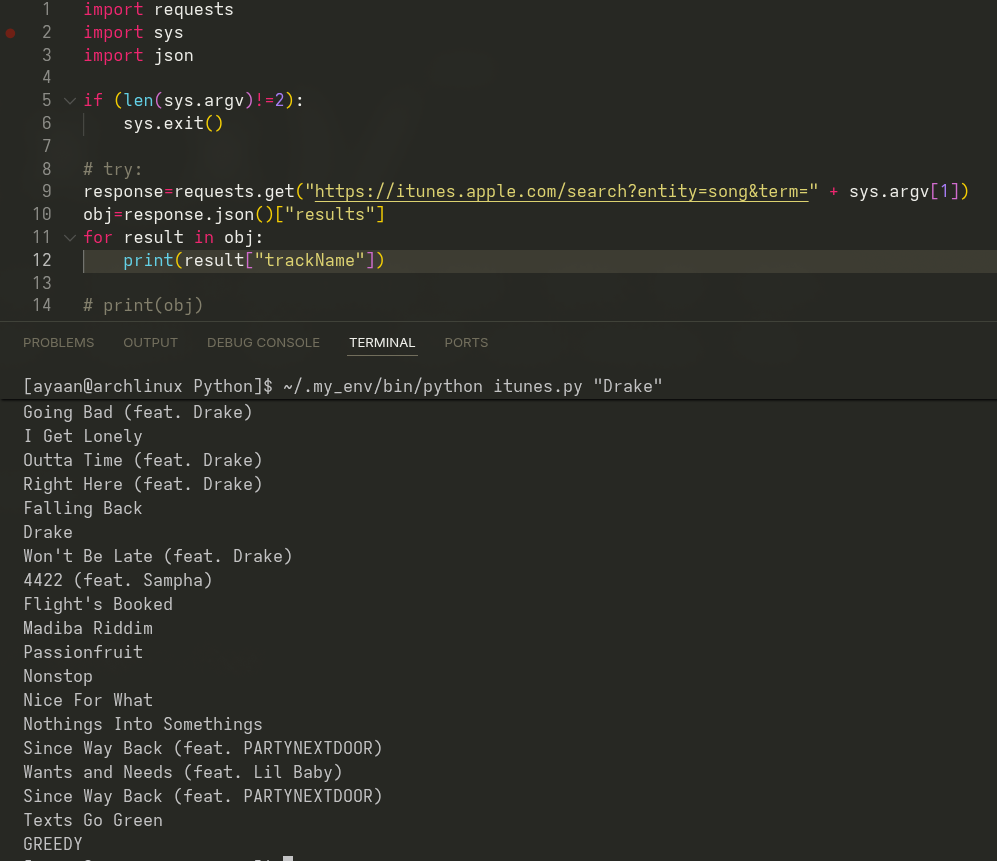 1 import requests
2 import sys
3 import json
4
5 if (len(sys.argv)!=2):
6     sys.exit()
7
8 # try:
9 response=requests.get("https://itunes.apple.com/search?entity=song&term=" + sys.argv[1])
10 obj=response.json()["results"]
11 for result in obj:
12     print(result["trackName"])
13
14 # print(obj)
PROBLEMS OUTPUT DEBUG CONSOLE TERMINAL PORTS
[ayaan@archlinux Python]$ ~/.my_env/bin/python itunes.py "Drake"
Going Bad (feat. Drake)
I Get Lonely
Outta Time (feat. Drake)
Right Here (feat. Drake)
Falling Back
Drake
Won't Be Late (feat. Drake)
4422 (feat. Sampha)
Flight's Booked
Madiba Riddim
Passionfruit
Nonstop
Nice For What
Nothings Into Somethings
Since Way Back (feat. PARTYNEXTDOOR)
Wants and Needs (feat. Lil Baby)
Since Way Back (feat. PARTYNEXTDOOR)
Texts Go Green
GREEDY